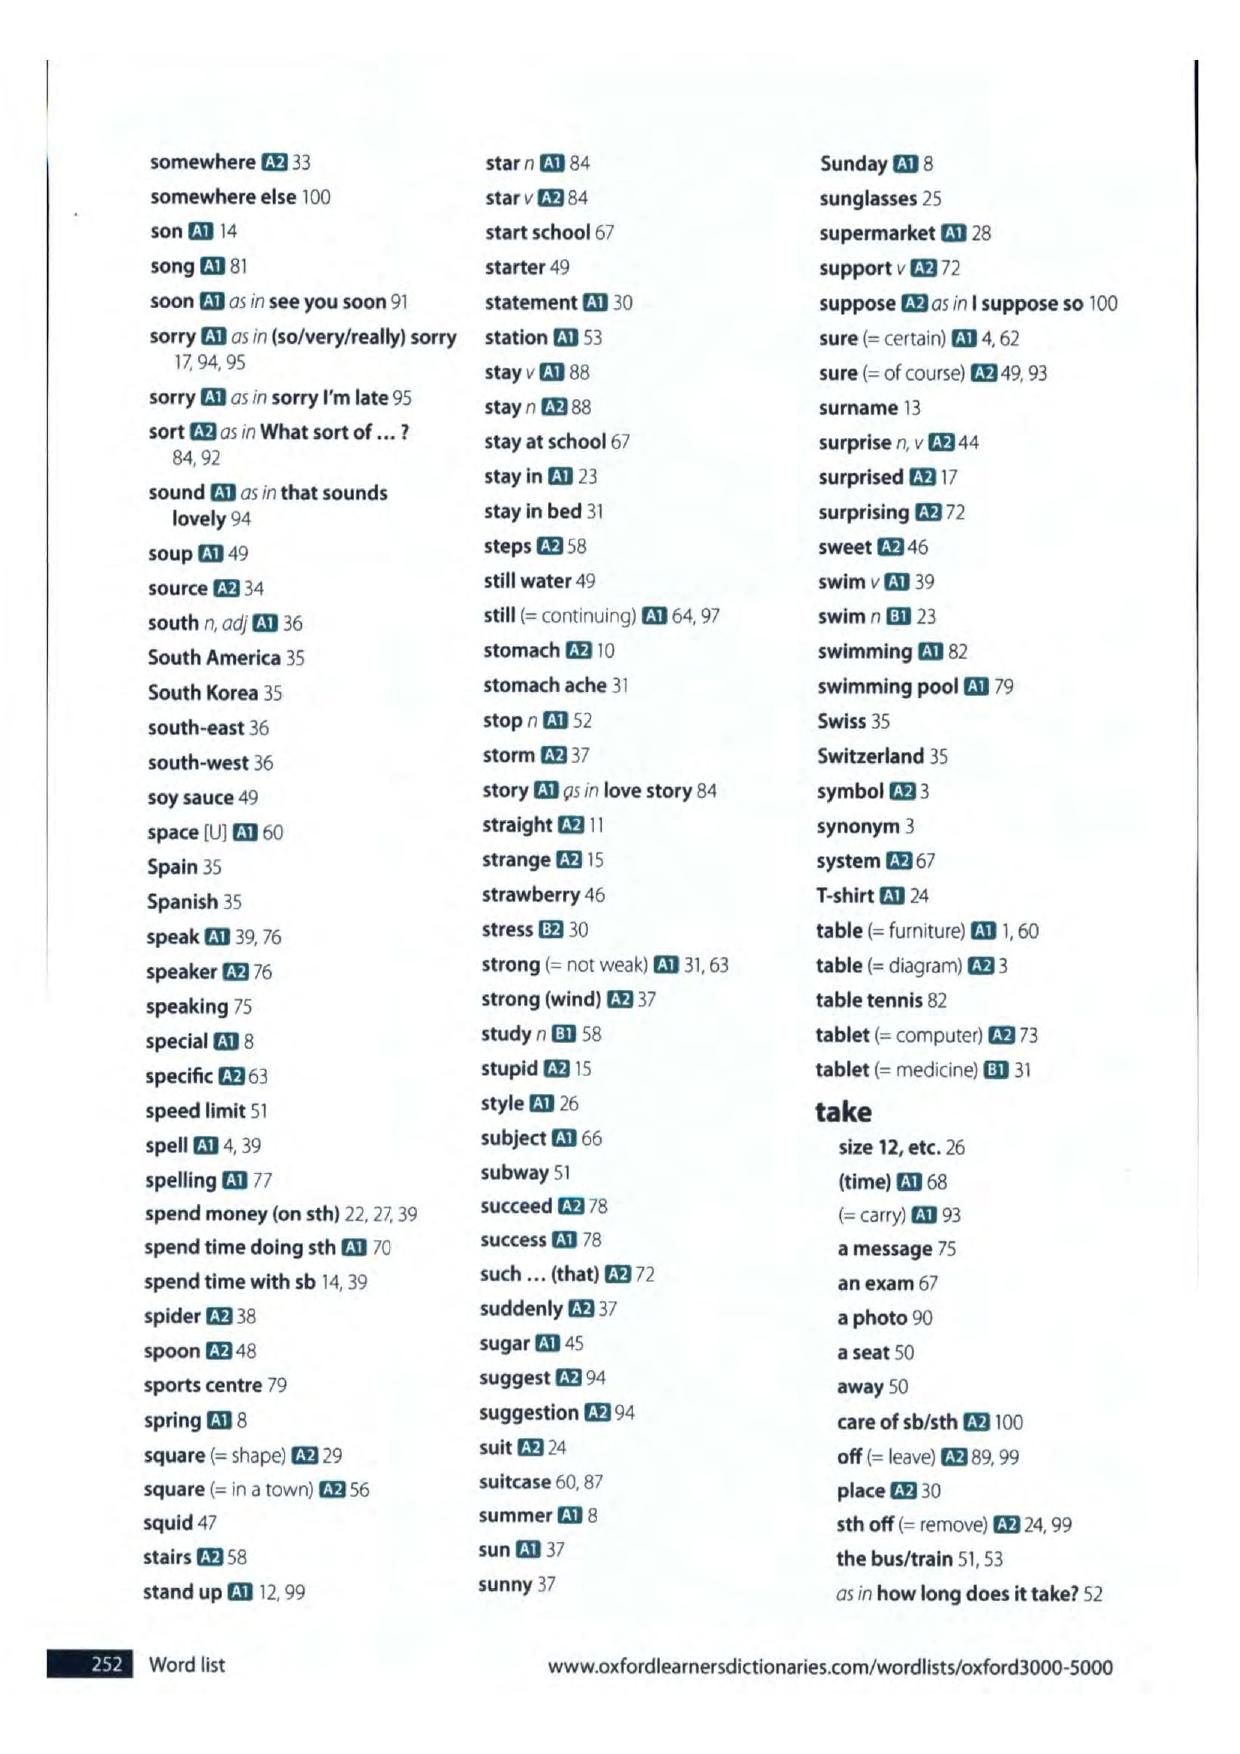 somewhere A2 33
somewhere else 100
son A1 14
song A1 81
soon A1 as in see you soon 91
sorry A1 as in (so/very/really) sorry
17, 94, 95
sorry A1 as in sorry I'm late 95
sort A2 as in What sort of ... ?
84, 92
sound A1 as in that sounds
lovely 94
soup A1 49
source A2 34
south n, adj A1 36
South America 35
South Korea 35
south-east 36
south-west 36
soy sauce 49
space [U] A1 60
Spain 35
Spanish 35
speak A1 39, 76
speaker A2 76
speaking 75
special A1 8
specific A2 63
speed limit 51
spell A1 4, 39
spelling A1 77
spend money (on sth) 22, 27, 39
spend time doing sth A1 70
spend time with sb 14, 39
spider A2 38
spoon A2 48
sports centre 79
spring A1 8
square (= shape) A2 29
square (= in a town) A2 56
squid 47
stairs A2 58
stand up A1 12, 99
star n A1 84
star v A2 84
start school 67
starter 49
statement A1 30
station A1 53
stay v A1 88
stay n A2 88
stay at school 67
stay in A1 23
stay in bed 31
steps A2 58
still water 49
still (= continuing) A1 64, 97
stomach A2 10
stomach ache 31
stop n A1 52
storm A2 37
story A1 as in love story 84
straight A2 11
strange A2 15
strawberry 46
stress B2 30
strong (= not weak) A1 31, 63
strong (wind) A2 37
study n B1 58
stupid A2 15
style A1 26
subject A1 66
subway 51
succeed A2 78
success A1 78
such ... (that) A2 72
suddenly A2 37
sugar A1 45
suggest A2 94
suggestion A2 94
suit A2 24
suitcase 60, 87
summer A1 8
sun A1 37
sunny 37
Sunday A1 8
sunglasses 25
supermarket A1 28
support v A2 72
suppose A2 as in I suppose so 100
sure (= certain) A1 4, 62
sure (= of course) A2 49, 93
surname 13
surprise n, v A2 44
surprised A2 17
surprising A2 72
sweet A2 46
swim v A1 39
swim n B1 23
swimming A1 82
swimming pool A1 79
Swiss 35
Switzerland 35
symbol A2 3
synonym 3
system A2 67
T-shirt A1 24
table (= furniture) A1 1, 60
table (= diagram) A2 3
table tennis 82
tablet (= computer) A2 73
tablet (= medicine) B1 31
take
size 12, etc. 26
(time) A1 68
(= carry) A1 93
a message 75
an exam 67
a photo 90
a seat 50
away 50
care of sb/sth A2 100
off (= leave) A2 89, 99
place A2 30
sth off (= remove) A2 24, 99
the bus/train 51, 53
as in how long does it take? 52
252 Word list
www.oxfordlearnersdictionaries.com/wordlists/oxford3000-5000